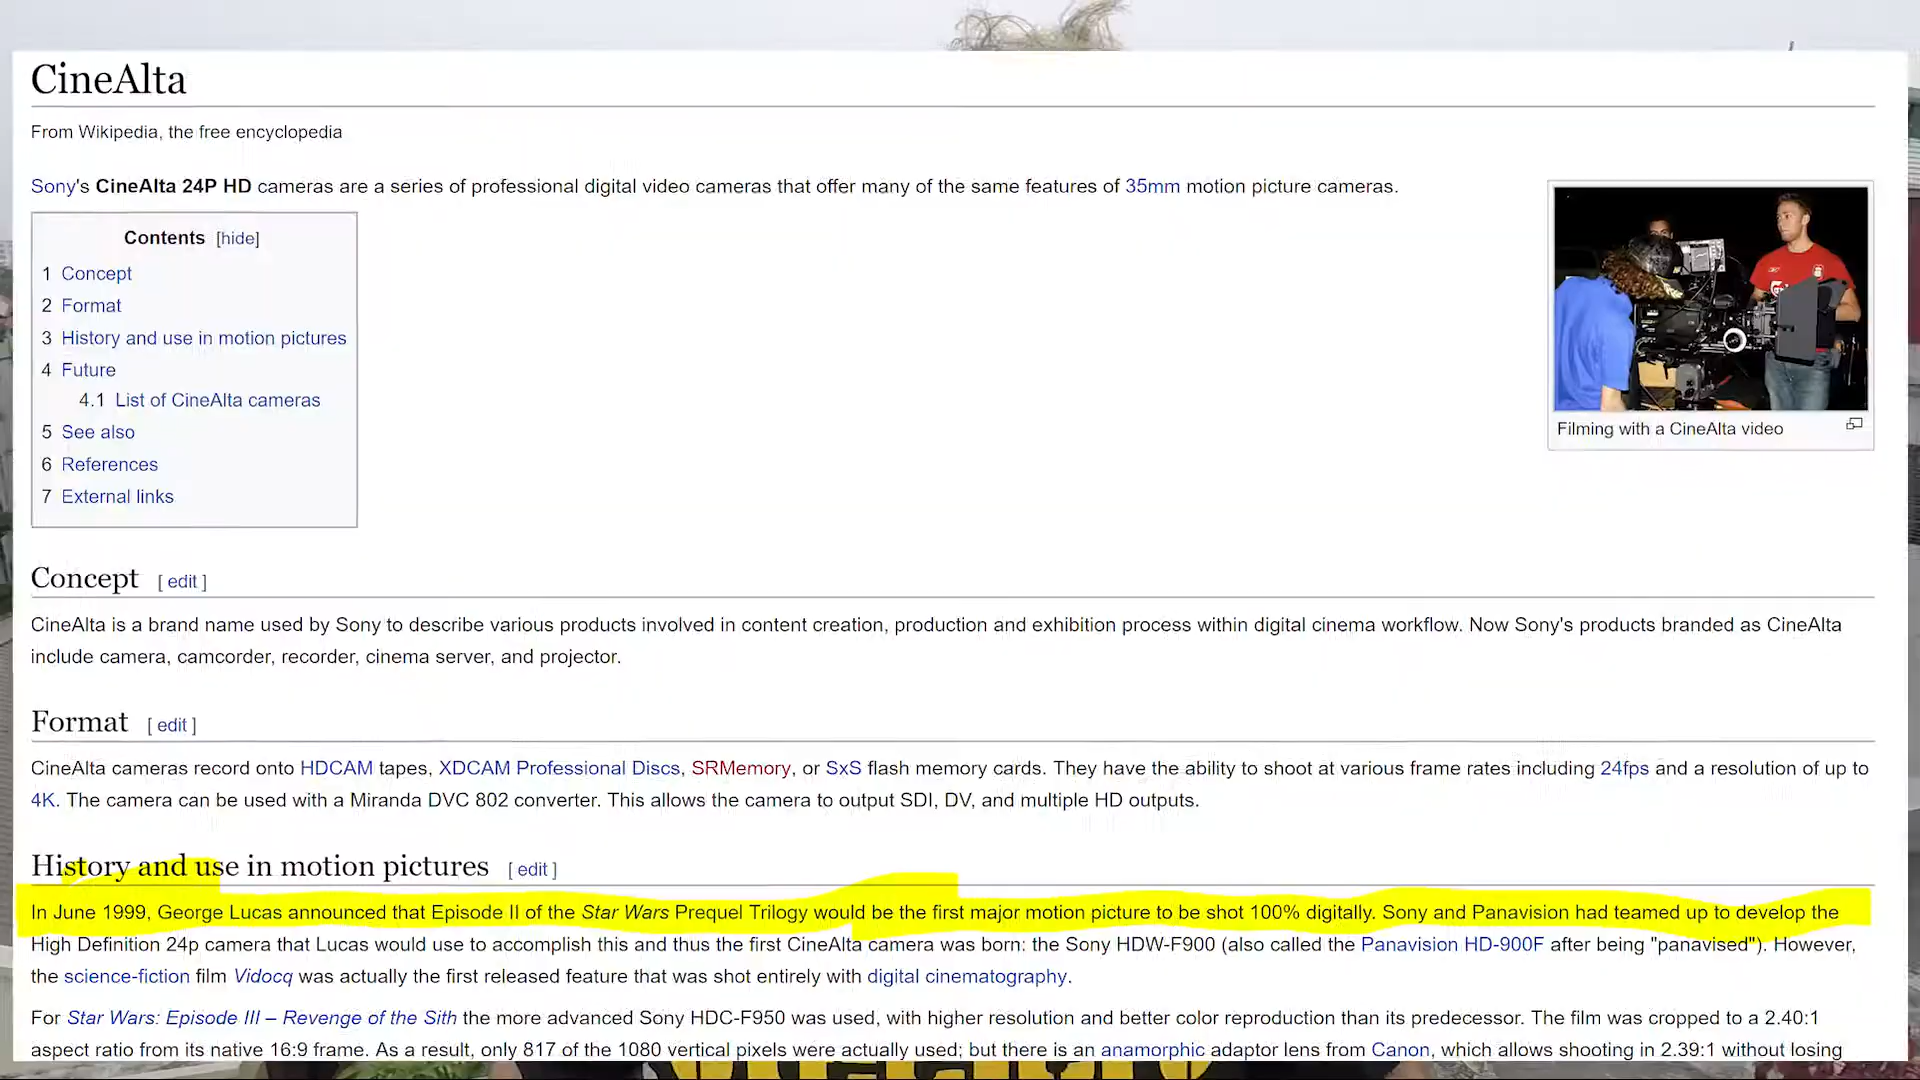 CineAlta
From Wikipedia, the free encyclopedia
Sony's CineAlta 24P HD cameras are a series of professional digital video cameras that offer many of the same features of 35mm motion picture cameras.
Contents [hide]
1 Concept
2 Format
3 History and use in motion pictures
4 Future
4.1 List of CineAlta cameras
5 See also
6 References
7 External links
Filming with a CineAlta video
Concept [ edit ]
CineAlta is a brand name used by Sony to describe various products involved in content creation, production and exhibition process within digital cinema workflow. Now Sony's products branded as CineAlta
include camera, camcorder, recorder, cinema server, and projector.
Format [ edit ]
CineAlta cameras record onto HDCAM tapes, XDCAM Professional Discs, SRMemory, or SxS flash memory cards. They have the ability to shoot at various frame rates including 24fps and a resolution of up to
4K. The camera can be used with a Miranda DVC 802 converter. This allows the camera to output SDI, DV, and multiple HD outputs.
History and use in motion pictures [ edit ]
In June 1999, George Lucas announced that Episode II of the Star Wars Prequel Trilogy would be the first major motion picture to be shot 100% digitally. Sony and Panavision had teamed up to develop the
High Definition 24p camera that Lucas would use to accomplish this and thus the first CineAlta camera was born: the Sony HDW-F900 (also called the Panavision HD-900F after being "panavised"). However,
the science-fiction film Vidocq was actually the first released feature that was shot entirely with digital cinematography.
For Star Wars: Episode III – Revenge of the Sith the more advanced Sony HDC-F950 was used, with higher resolution and better color reproduction than its predecessor. The film was cropped to a 2.40:1
aspect ratio from its native 16:9 frame. As a result, only 817 of the 1080 vertical pixels were actually used; but there is an anamorphic adaptor lens from Canon, which allows shooting in 2.39:1 without losing